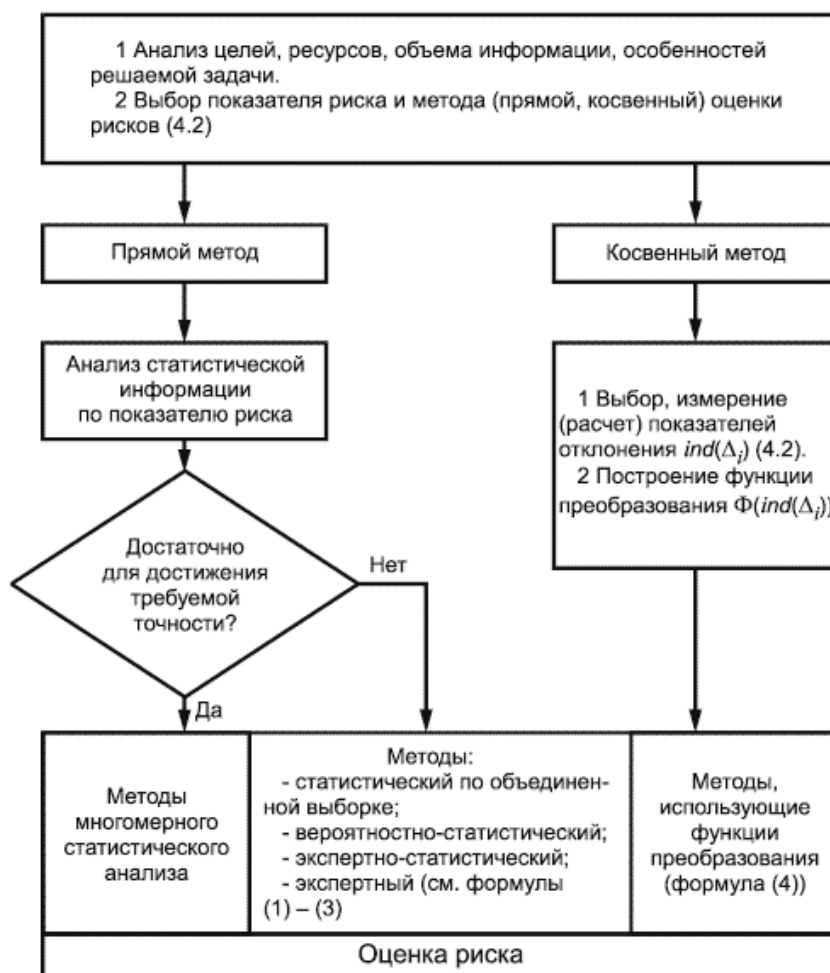 1 Анализ целей, ресурсов, объема информации, особенностей
решаемой задачи.
2 Выбор показателя риска и метода (прямой, косвенный) оценки
рисков (4.2)
Прямой метод
Косвенный метод
Анализ статистической
информации
по показателю риска
1 Выбор, измерение
(расчет) показателей
отклонения ind(Δi) (4.2).
2 Построение функции
преобразования Φ(ind(Δi))
Достаточно
для достижения
требуемой
точности?
Нет
Да
Методы
многомерного
статистического
анализа
Методы:
- статистический по объединен-
ной выборке;
- вероятностно-статистический;
- экспертно-статистический;
- экспертный (см. формулы
(1) – (3)
Методы,
использующие
функции
преобразования
(формула (4))
Оценка риска